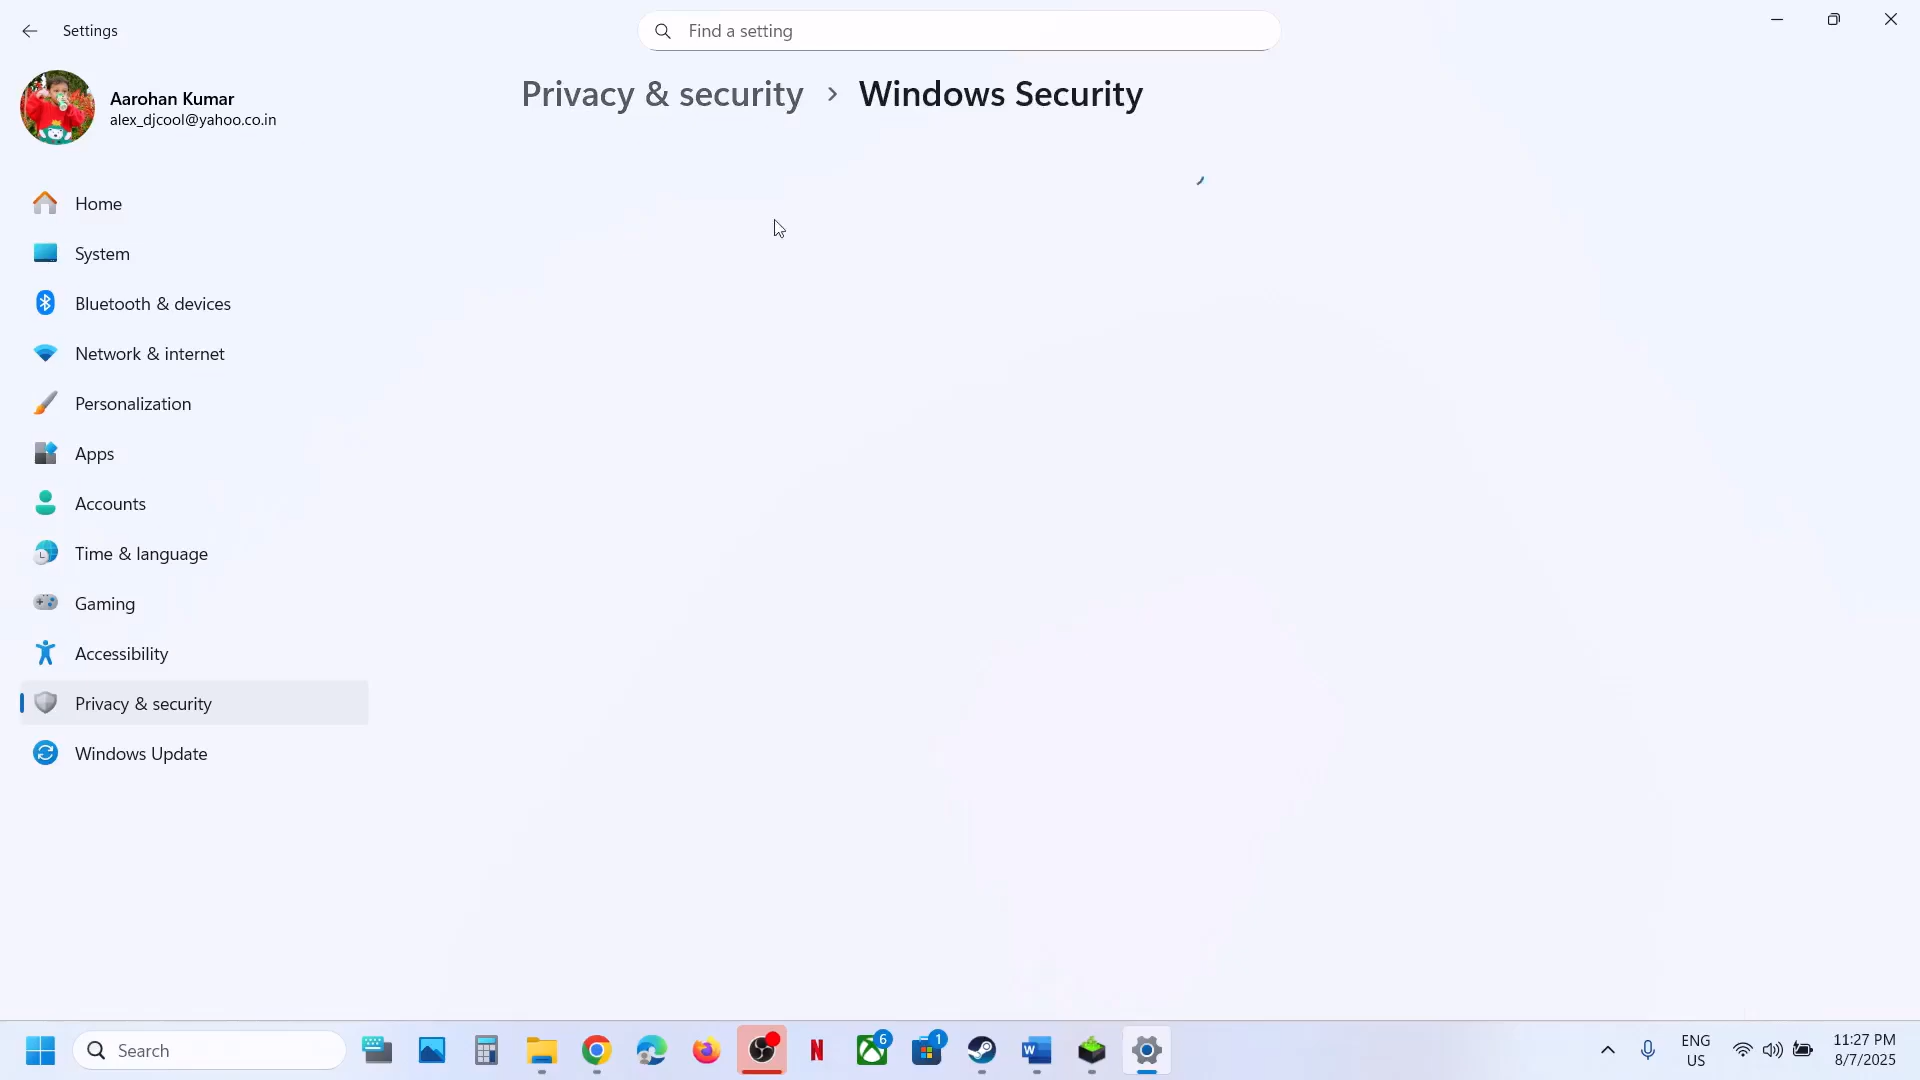 Settings
Find a setting
Aarohan Kumar
alex_djcool@yahoo.co.in
Privacy & security > Windows Security
Home
System
Bluetooth & devices
Network & internet
Personalization
Apps
Accounts
Time & language
Gaming
Accessibility
Privacy & security
Windows Update
Search
6
1
ENG
US
11:27 PM
8/7/2025